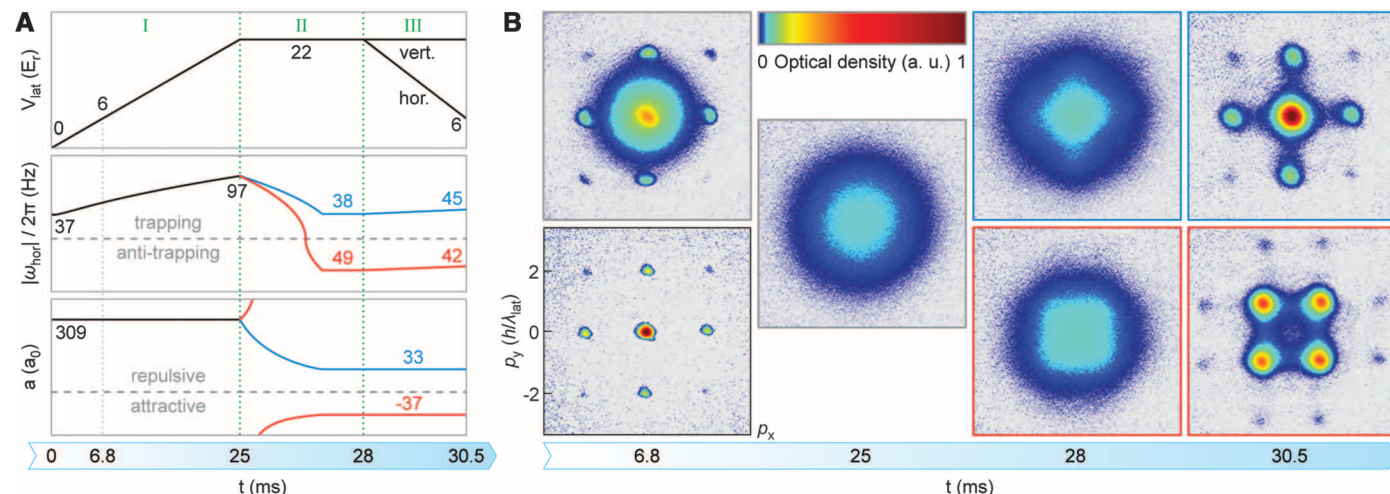 A
I
II
III
V_lat (E_r)
0
6
22
vert.
hor.
6
|ω_hor| / 2π (Hz)
37
97
38
45
trapping
anti-trapping
49
42
a (a_0)
309
33
repulsive
attractive
-37
0
6.8
25
28
30.5
t (ms)
B
0 Optical density (a. u.) 1
p_y (h/λ_lat)
2
0
-2
p_x
6.8
25
28
30.5
t (ms)